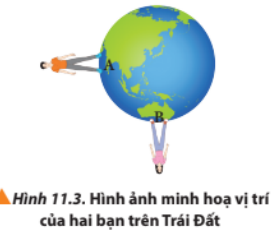 A
B
Hình 11.3. Hình ảnh minh hoạ vị trí
của hai bạn trên Trái Đất